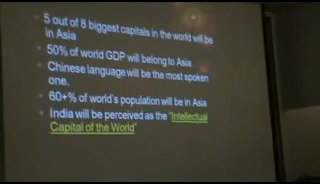 • 5 out of 8 biggest capitals in the world will be
in Asia
• 50% of world GDP will belong to Asia
• Chinese language will be the most spoken
one.
• 60+% of world's population will be in Asia
• India will be perceived as the "Intellectual
Capital of the World"